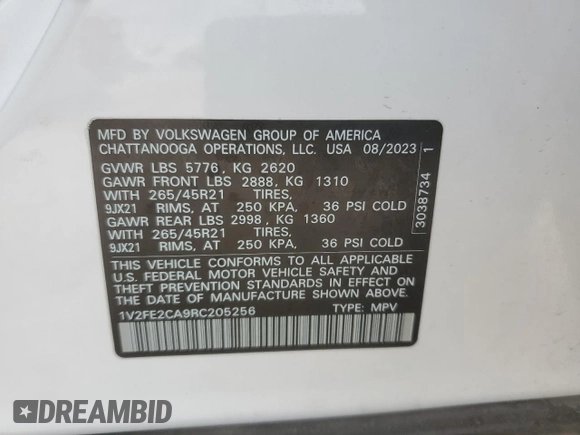 MFD BY VOLKSWAGEN GROUP OF AMERICA
CHATTANOOGA OPERATIONS, LLC. USA 08/2023
GVWR LBS 5776, KG 2620
GAWR FRONT LBS 2888, KG 1310
WITH 265/45R21 TIRES,
9JX21 RIMS, AT 250 KPA, 36 PSI COLD
GAWR REAR LBS 2998, KG 1360
WITH 265/45R21 TIRES,
9JX21 RIMS, AT 250 KPA, 36 PSI COLD
THIS VEHICLE CONFORMS TO ALL APPLICABLE
U.S. FEDERAL MOTOR VEHICLE SAFETY AND
THEFT PREVENTION STANDARDS IN EFFECT ON
THE DATE OF MANUFACTURE SHOWN ABOVE.
1V2FE2CA9RC205256 TYPE: MPV
3038734 1
DREAMBID